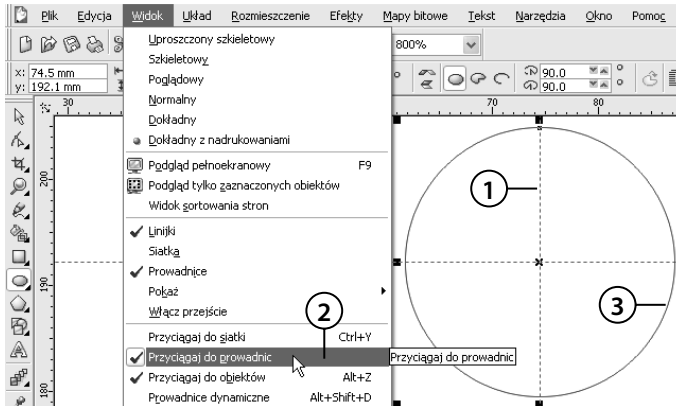 Plik Edycja Widok Układ Rozmieszczenie Efekty Mapy bitowe Tekst Narzędzia Okno Pomoc
Uproszczony szkieletowy
800%
Szkieletowy
x: 74.5 mm
y: 192.1 mm
Poglądowy
90.0
90.0
Normalny
30
70
80
Dokładny
Dokładny z nadrukowaniami
Podgląd pełnoekranowy F9
Podgląd tylko zaznaczonych obiektów
200
1
Widok sortowania stron
Linijki
Siatka
Prowadnice
190
Pokaż
Włącz przejście
2
3
Przyciągaj do siatki Ctrl+Y
Przyciągaj do prowadnic
Przyciągaj do prowadnic
Przyciągaj do obiektów Alt+Z
180
Prowadnice dynamiczne Alt+Shift+D